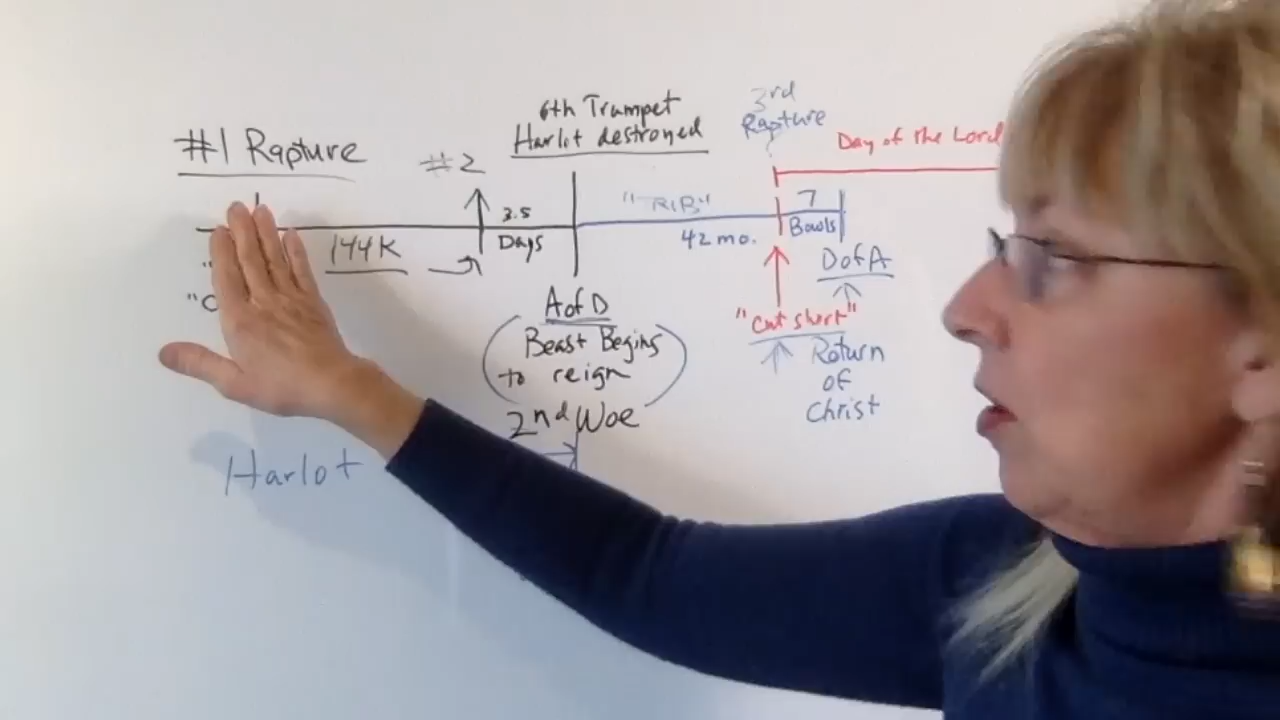 #1 Rapture
144K
#2
3.5
Days
6th Trumpet
Harlot destroyed
A of D
Beast Begins
to reign
2nd Woe
"TRIB"
42 mo.
3rd
Rapture
Day of the Lord
7
Bowls
D of A
"Cut short"
Return
of
Christ
Harlot